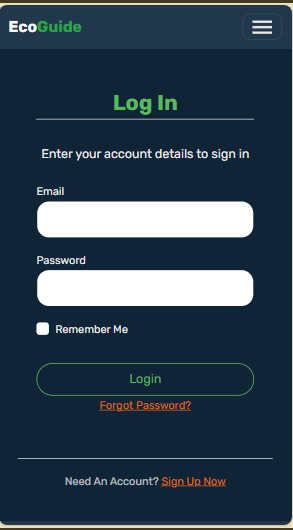 EcoGuide
Log In
Enter your account details to sign in
Email
Password
Remember Me
Login
Forgot Password?
Need An Account? Sign Up Now